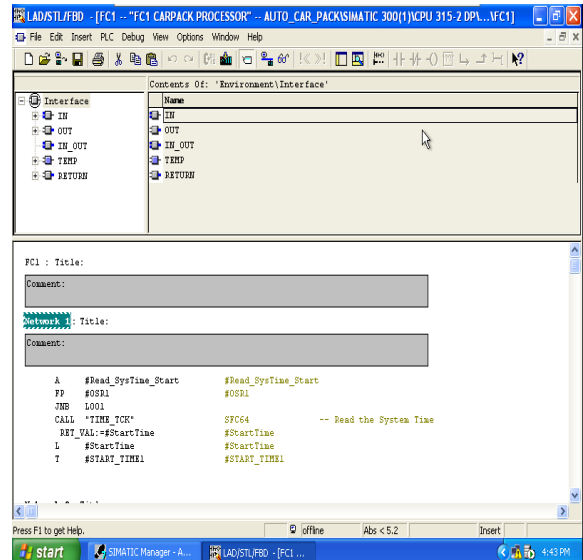 LAD/STL/FBD - [FC1 -- "FC1 CARPACK PROCESSOR" -- AUTO_CAR_PACK\SIMATIC 300(1)\CPU 315-2 DP\...\FC1]
File Edit Insert PLC Debug View Options Window Help
Contents Of: 'Environment\Interface'
Interface
IN
OUT
IN_OUT
TEMP
RETURN
Name
IN
OUT
IN_OUT
TEMP
RETURN
FC1 : Title:
Comment:
Network 1: Title:
Comment:
A #Read_SysTime_Start #Read_SysTime_Start
FP #OSR1 #OSR1
JNB L001
CALL "TIME_TCK" SFC64 -- Read the System Time
RET_VAL:=#StartTime #StartTime
L #StartTime #StartTime
T #START_TIME1 #START_TIME1
Press F1 to get Help. offline Abs < 5.2 Insert
start SIMATIC Manager - A... LAD/STL/FBD - [FC1 ... 4:43 PM